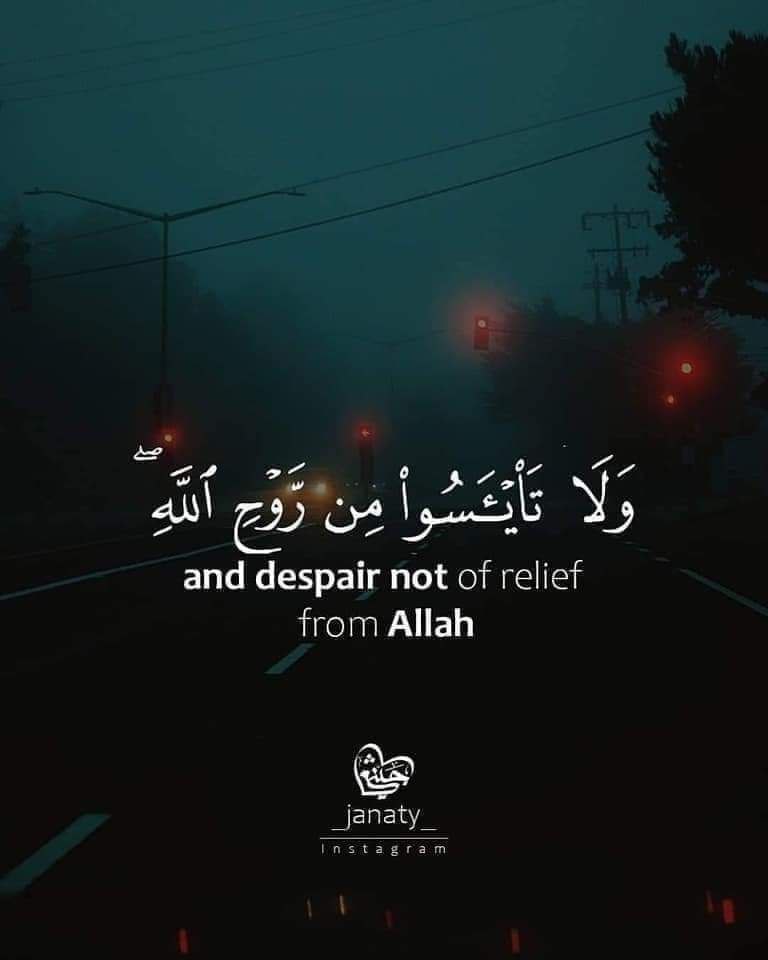 وَلَا تَا۟يْـَٔسُوا۟ مِن رَّوْحِ ٱللَّهِ ۖ
and despair not of relief
from Allah
جنتي
_janaty_
Instagram